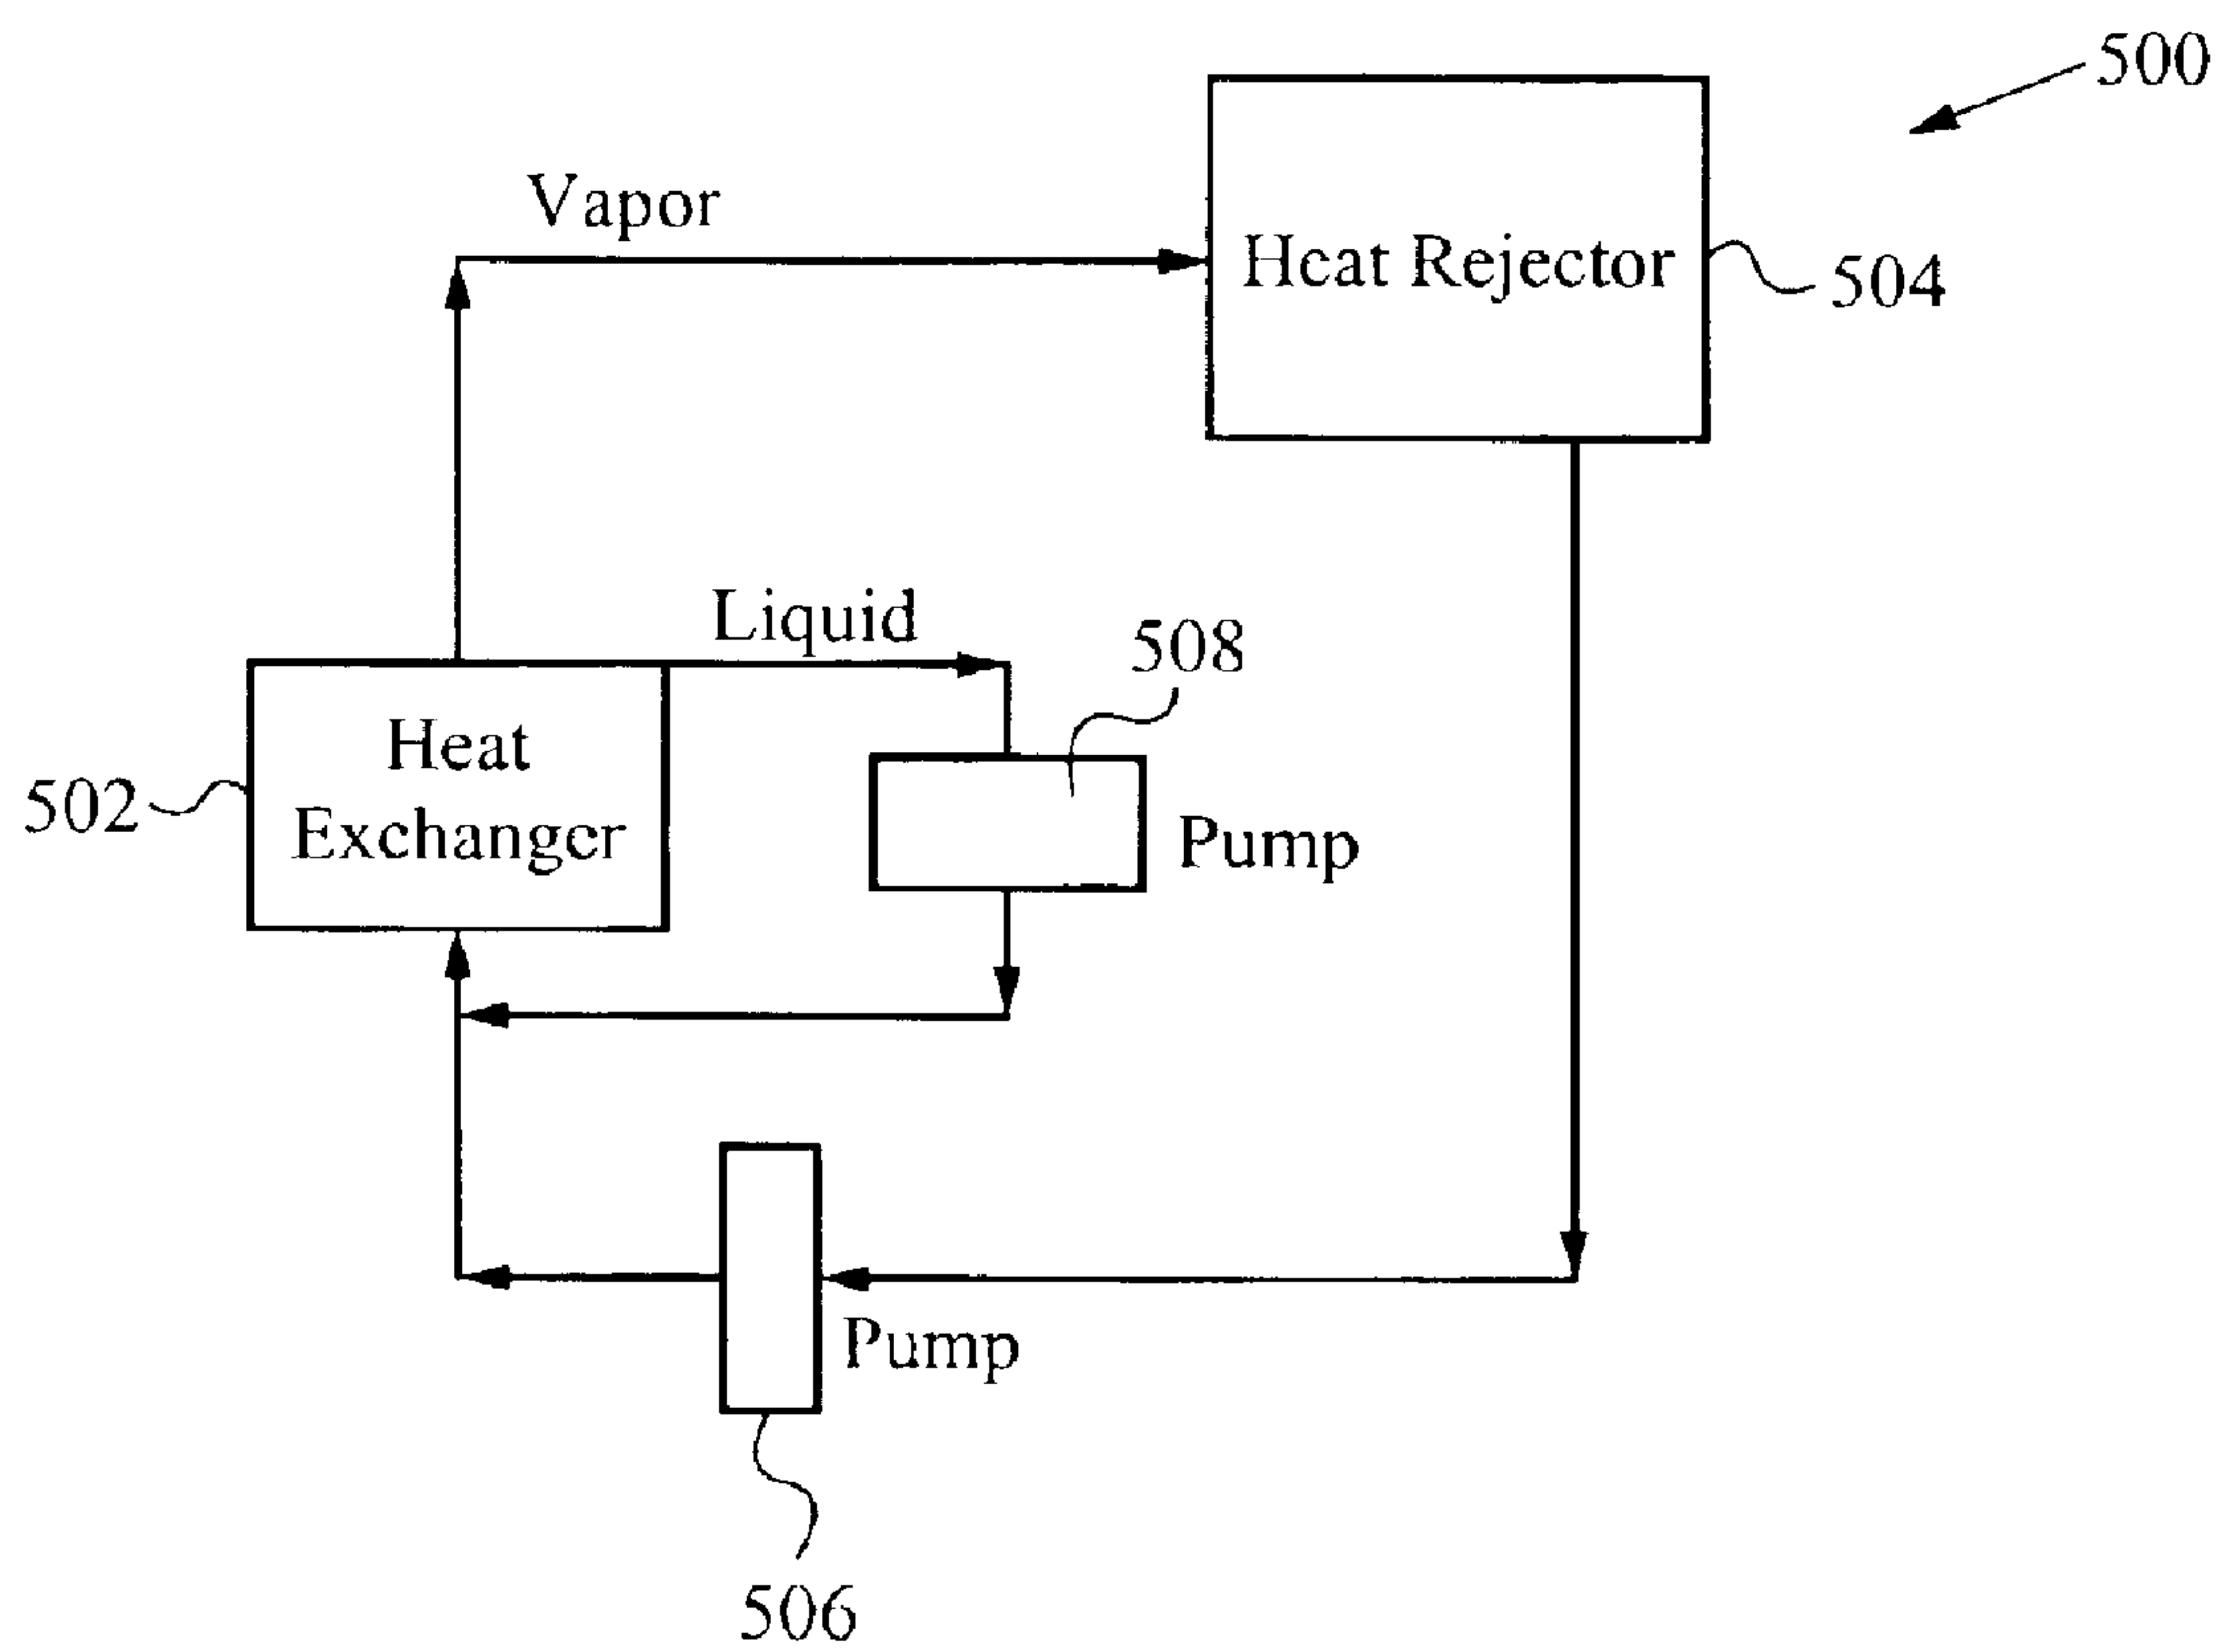 500
Vapor
Heat Rejector
504
Liquid
508
Heat
Exchanger
502
Pump
Pump
506